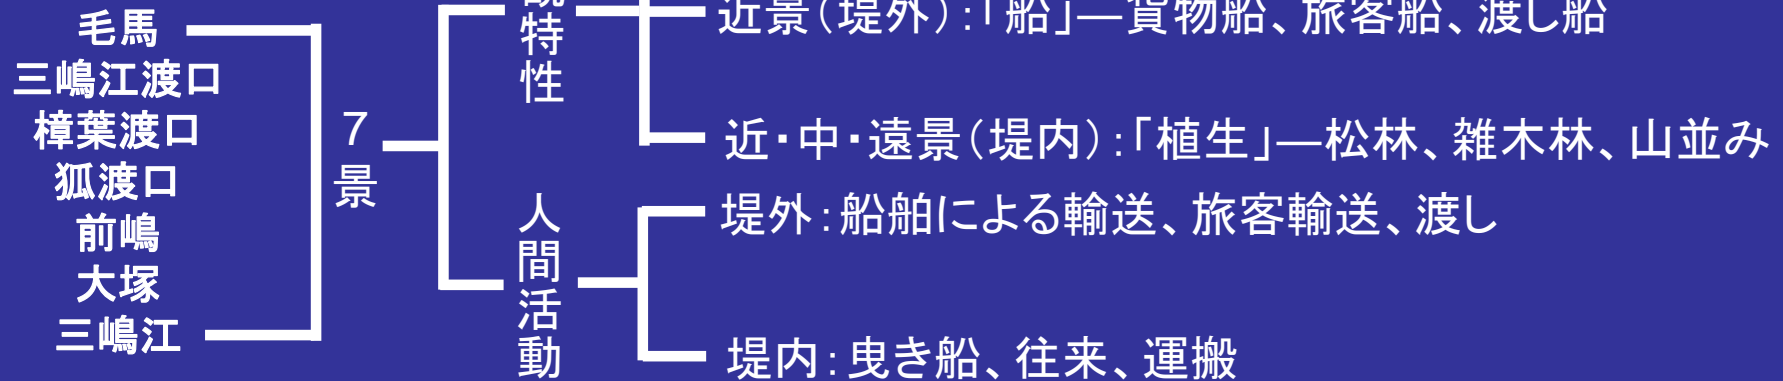 毛馬
三嶋江渡口
樟葉渡口
狐渡口
前嶋
大塚
三嶋江
7景
観特性
近景(堤外):「船」—貨物船、旅客船、渡し船
近・中・遠景(堤内):「植生」—松林、雑木林、山並み
人間活動
堤外:船舶による輸送、旅客輸送、渡し
堤内:曳き船、往来、運搬